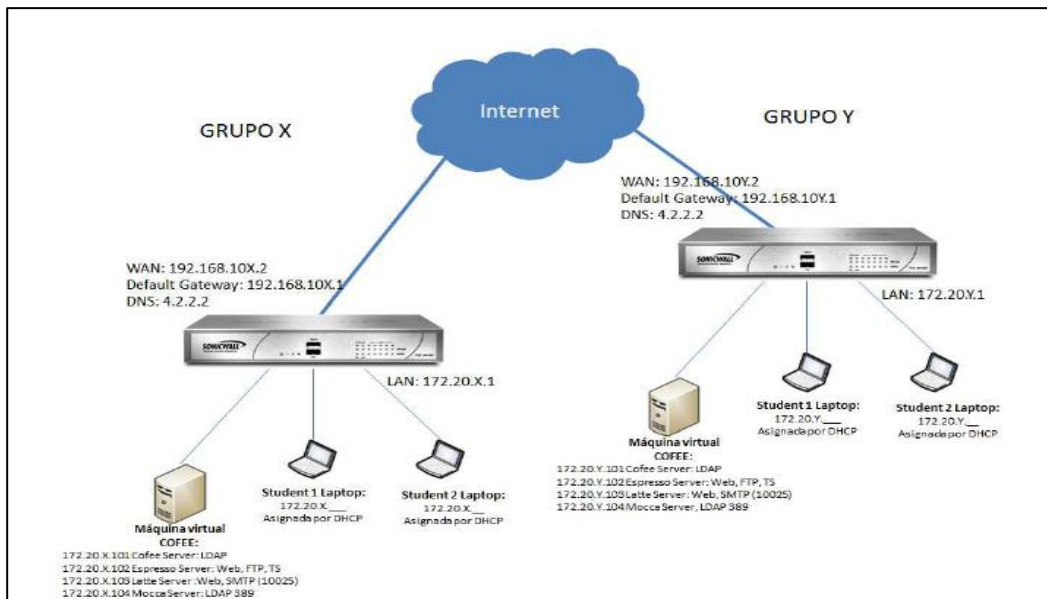 Internet
GRUPO X
GRUPO Y
WAN: 192.168.10Y.2
Default Gateway: 192.168.10Y.1
DNS: 4.2.2.2
SONICWALL
LAN: 172.20.Y.1
WAN: 192.168.10X.2
Default Gateway: 192.168.10X.1
DNS: 4.2.2.2
SONICWALL
LAN: 172.20.X.1
Student 1 Laptop:
172.20.Y.___
Asignada por DHCP
Student 2 Laptop:
172.20.Y.__
Asignada por DHCP
Máquina virtual
COFEE:
172.20.Y.101 Cofee Server: LDAP
172.20.Y.102 Espresso Server: Web, FTP, TS
172.20.Y.103 Latte Server: Web, SMTP (10025)
172.20.Y.104 Mocca Server, LDAP 389
Student 1 Laptop:
172.20.X.___
Asignada por DHCP
Student 2 Laptop:
172.20.X.__
Asignada por DHCP
Máquina virtual
COFEE:
172.20.X.101 Cofee Server: LDAP
172.20.X.102 Espresso Server: Web, FTP, TS
172.20.X.103 Latte Server: Web, SMTP (10025)
172.20.X.104 Mocca Server: LDAP 389